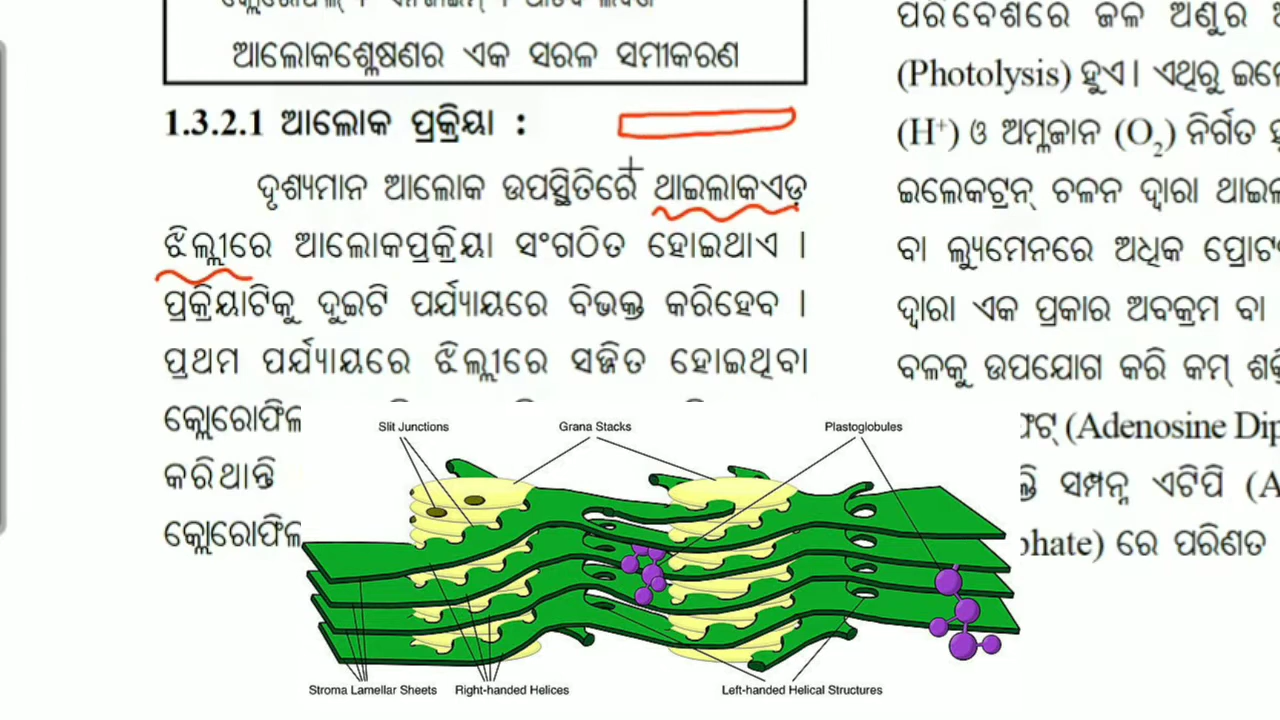 ଆଲୋକଶ୍ଳେଷଣର ଏକ ସରଳ ସମୀକରଣ
1.3.2.1 ଆଲୋକ ପ୍ରକ୍ରିୟା :
ଦୃଶ୍ୟମାନ ଆଲୋକ ଉପସ୍ଥିତିରେ ଥାଇଲାକଏଡ଼
ଝିଲ୍ଲୀରେ ଆଲୋକପ୍ରକ୍ରିୟା ସଂଗଠିତ ହୋଇଥାଏ ।
ପ୍ରକ୍ରିୟାଟିକୁ ଦୁଇଟି ପର୍ଯ୍ୟାୟରେ ବିଭକ୍ତ କରିହେବ ।
ପ୍ରଥମ ପର୍ଯ୍ୟାୟରେ ଝିଲ୍ଲୀରେ ସଜ୍ଜିତ ହୋଇଥିବା
କ୍ଲୋରୋଫିଲ
କରିଥାନ୍ତି
କ୍ଲୋରୋଫିଲ
ପରିବେଶରେ ଜଳ ଅଣୁର
(Photolysis) ହୁଏ । ଏଥିରୁ
(H⁺) ଓ ଅମ୍ଳଜାନ (O₂) ନିର୍ଗତ
ଇଲେକଟ୍ରନ୍ ଚଳନ ଦ୍ୱାରା
ବା ଲ୍ୟୁମେନରେ ଅଧିକ
ଦ୍ୱାରା ଏକ ପ୍ରକାର ଅବକ୍ରମ ବା
ବଳକୁ ଉପଯୋଗ କରି କମ୍
(Adenosine
ସମ୍ପନ୍ନ ଏଟିପି
ରେ ପରିଣତ
Slit Junctions
Grana Stacks
Plastoglobules
Stroma Lamellar Sheets
Right-handed Helices
Left-handed Helical Structures